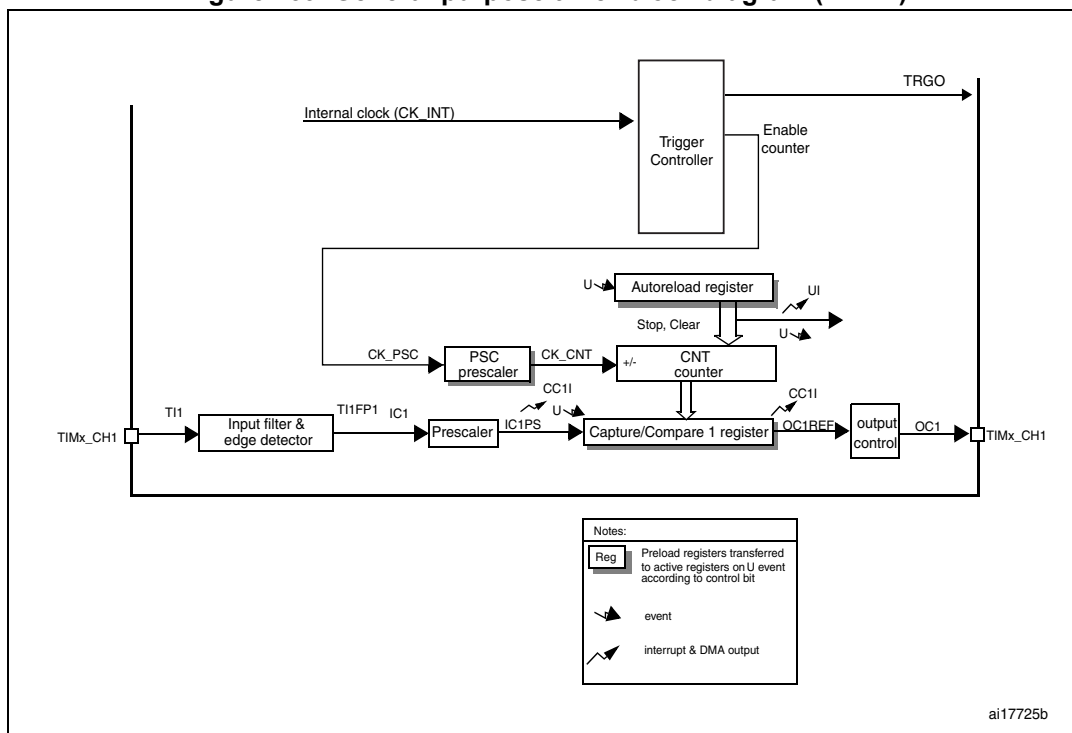 TRGO
Internal clock (CK_INT)
Trigger
Controller
Enable
counter
U
Autoreload register
UI
Stop, Clear
U
CK_PSC
PSC
prescaler
CK_CNT
+/-
CNT
counter
CC1I
CC1I
TI1
TI1FP1
IC1
U
TIMx_CH1
Input filter &
edge detector
Prescaler
IC1PS
Capture/Compare 1 register
OC1REF
output
control
OC1
TIMx_CH1
Notes:
Reg
Preload registers transferred
to active registers on U event
according to control bit
event
interrupt & DMA output
ai17725b